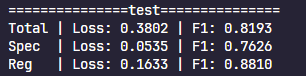 ===============test===============
Total | Loss: 0.3802 | F1: 0.8193
Spec  | Loss: 0.0535 | F1: 0.7626
Reg   | Loss: 0.1633 | F1: 0.8810